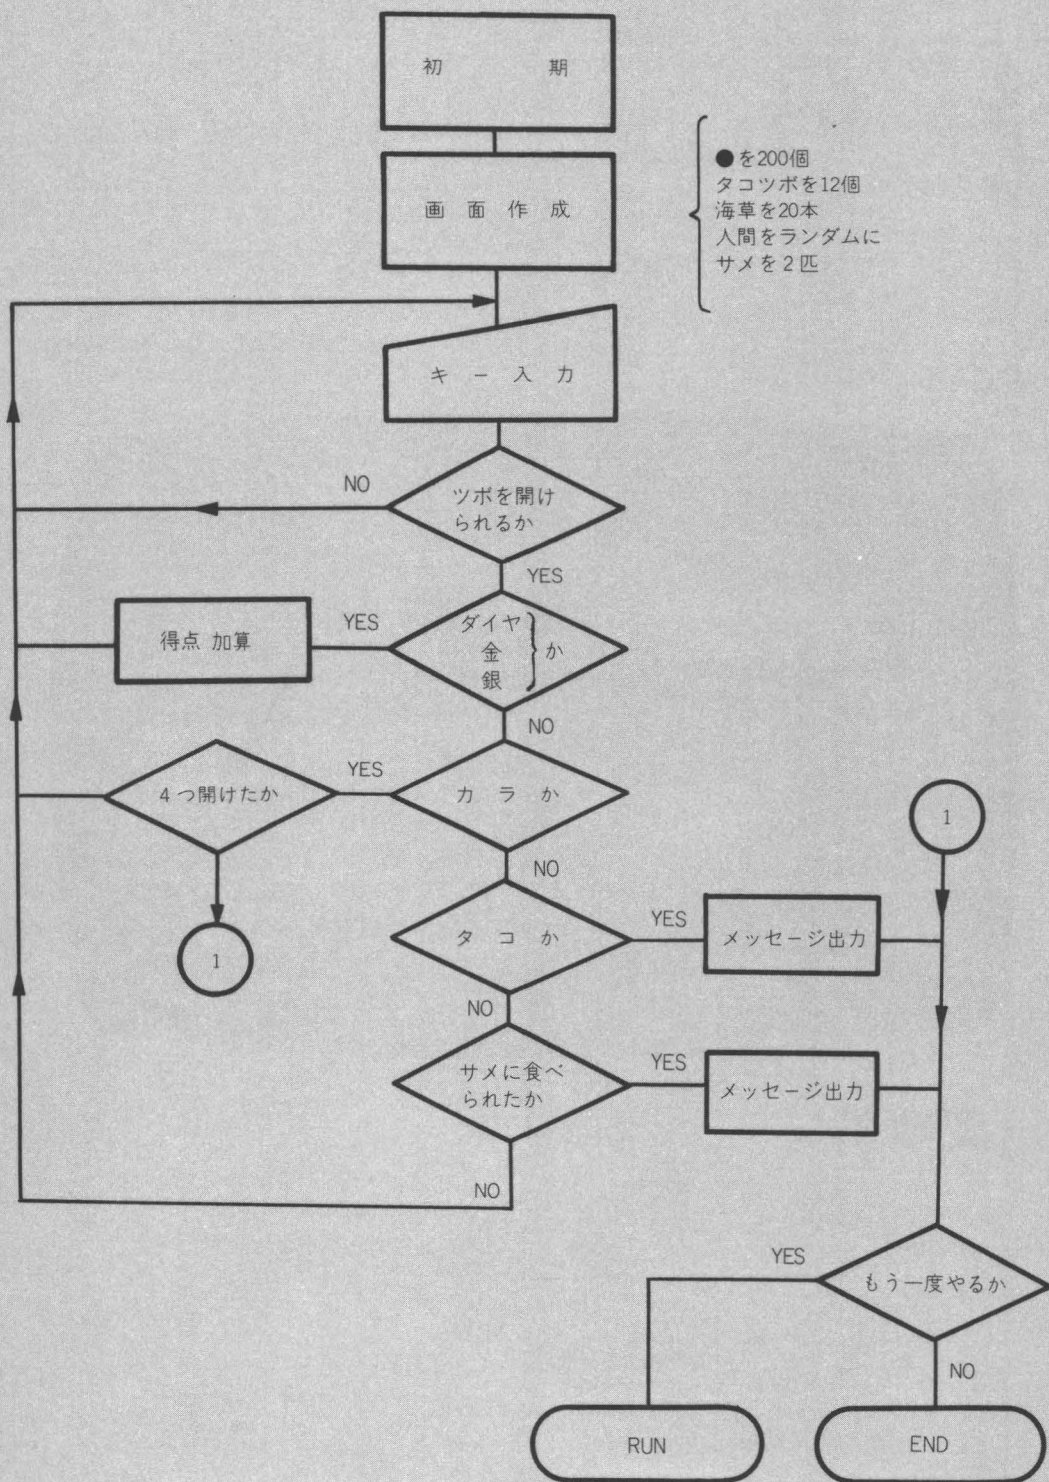 初期
●を200個
タコツボを12個
海草を20本
人間をランダムに
サメを2匹
画面作成
キー入力
NO
ツボを開け
られるか
YES
得点 加算
YES
ダイヤ
金
銀
か
NO
4つ開けたか
YES
カラか
1
NO
1
タコか
YES
メッセージ出力
NO
サメに食べ
られたか
YES
メッセージ出力
NO
YES
もう一度やるか
NO
RUN
END